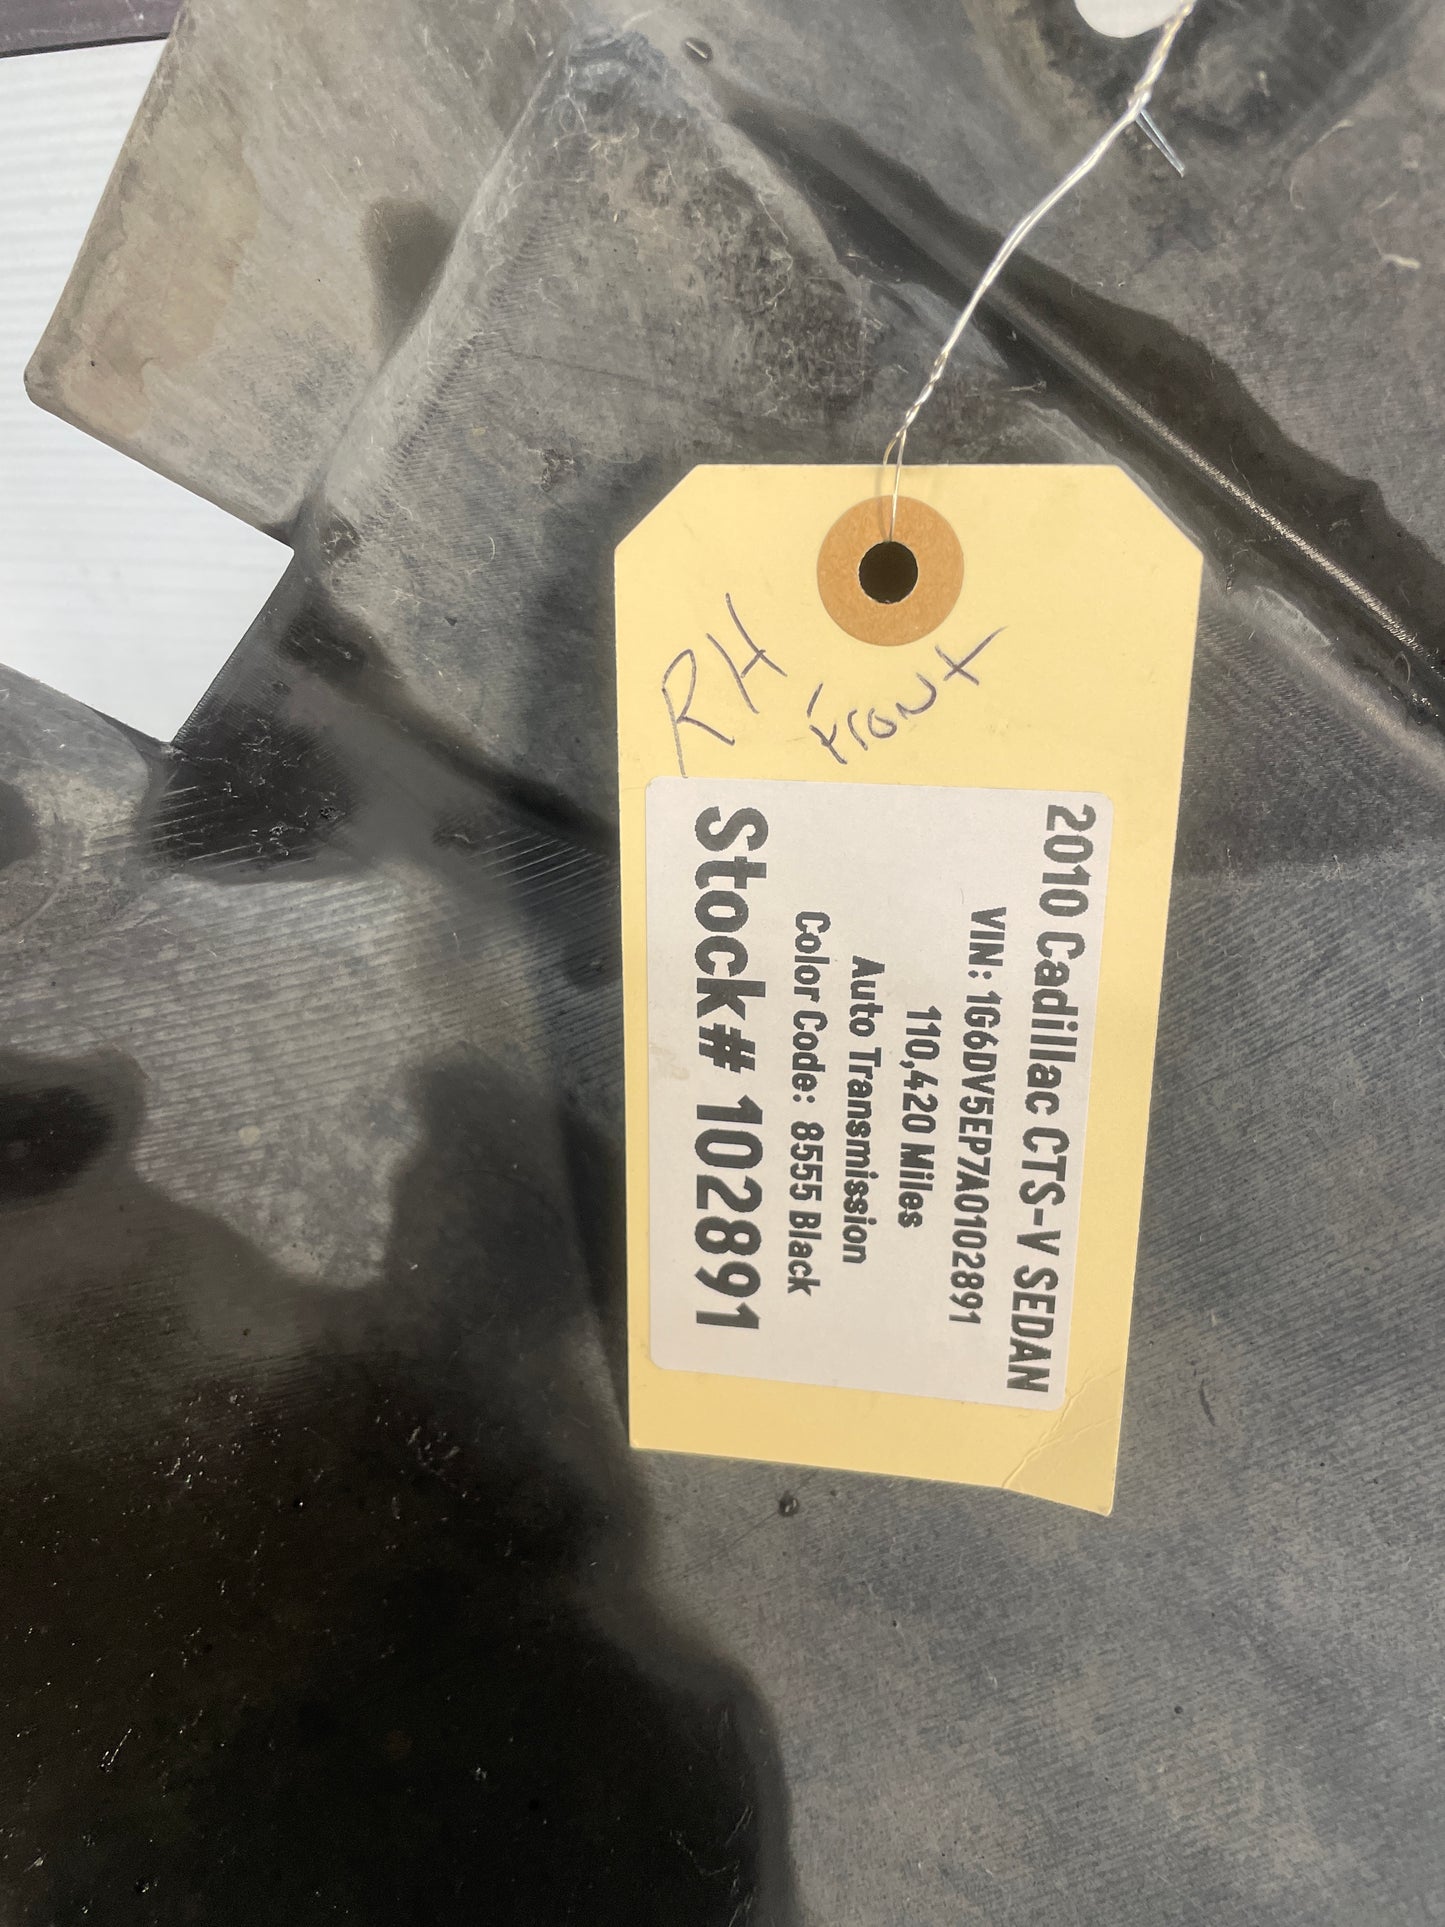 RH
Front
2010 Cadillac CTS-V SEDAN
VIN: 1G6DV5EP7A0102891
110,420 Miles
Auto Transmission
Color Code: 8555 Black
Stock# 102891